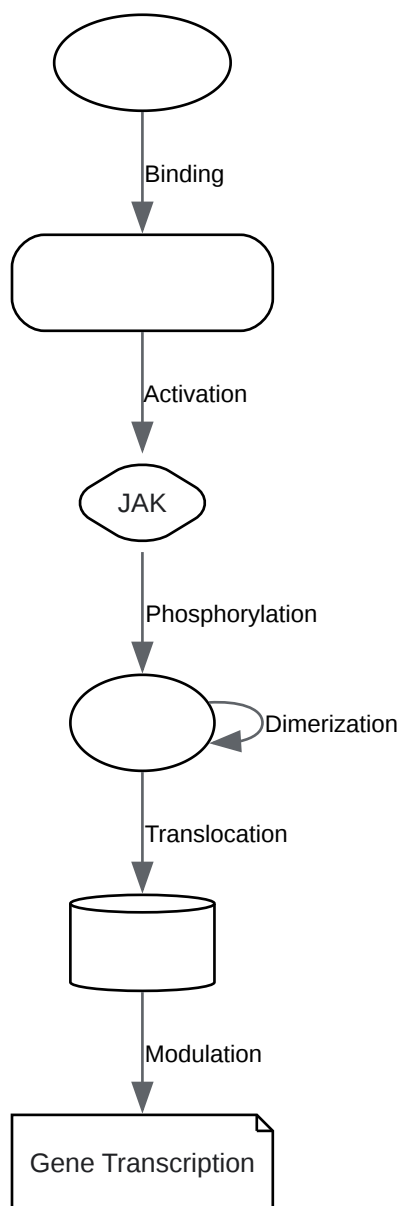 Binding
Activation
JAK
Phosphorylation
Dimerization
Translocation
Modulation
Gene Transcription